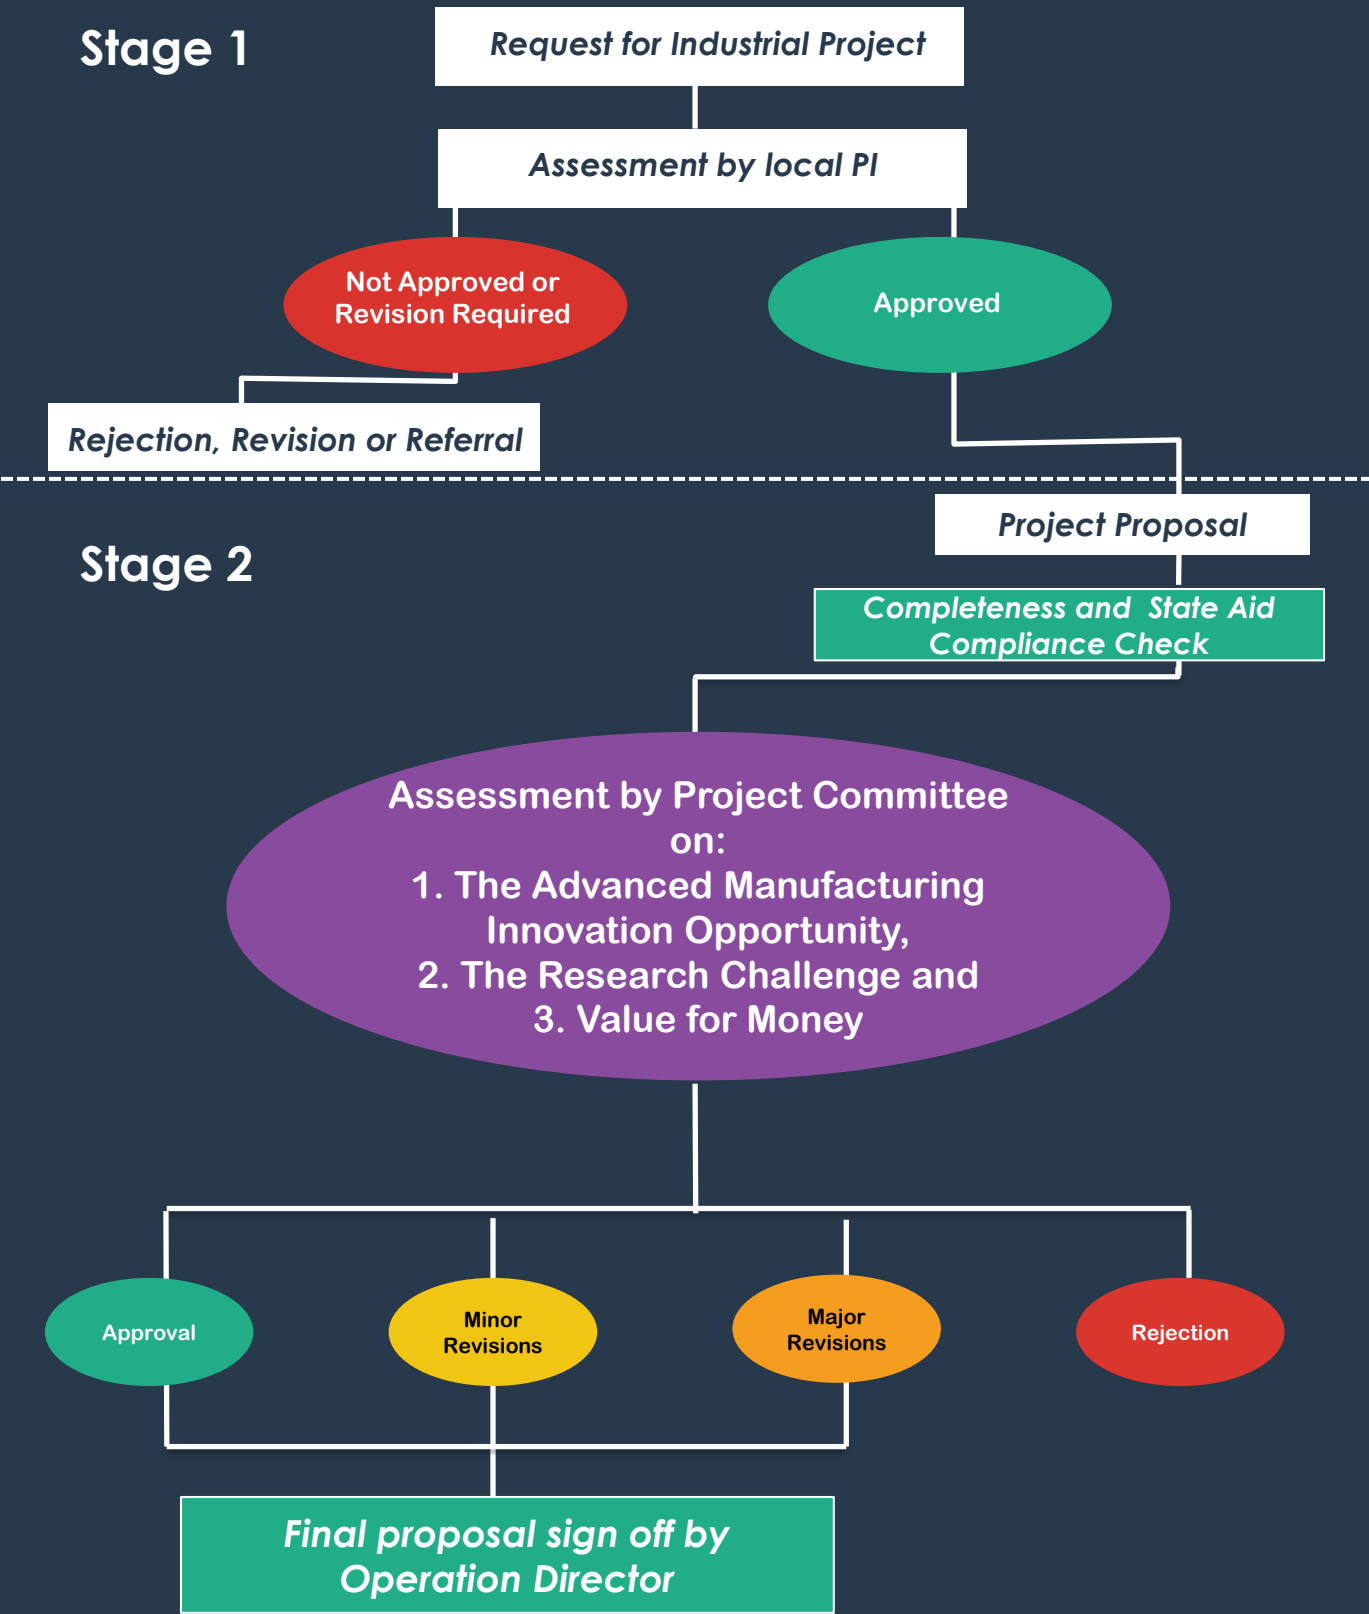 Stage 1
Request for Industrial Project
Assessment by local PI
Not Approved or
Revision Required
Approved
Rejection, Revision or Referral
Project Proposal
Stage 2
Completeness and State Aid
Compliance Check
Assessment by Project Committee
on:
1. The Advanced Manufacturing
Innovation Opportunity,
2. The Research Challenge and
3. Value for Money
Approval
Minor
Revisions
Major
Revisions
Rejection
Final proposal sign off by
Operation Director